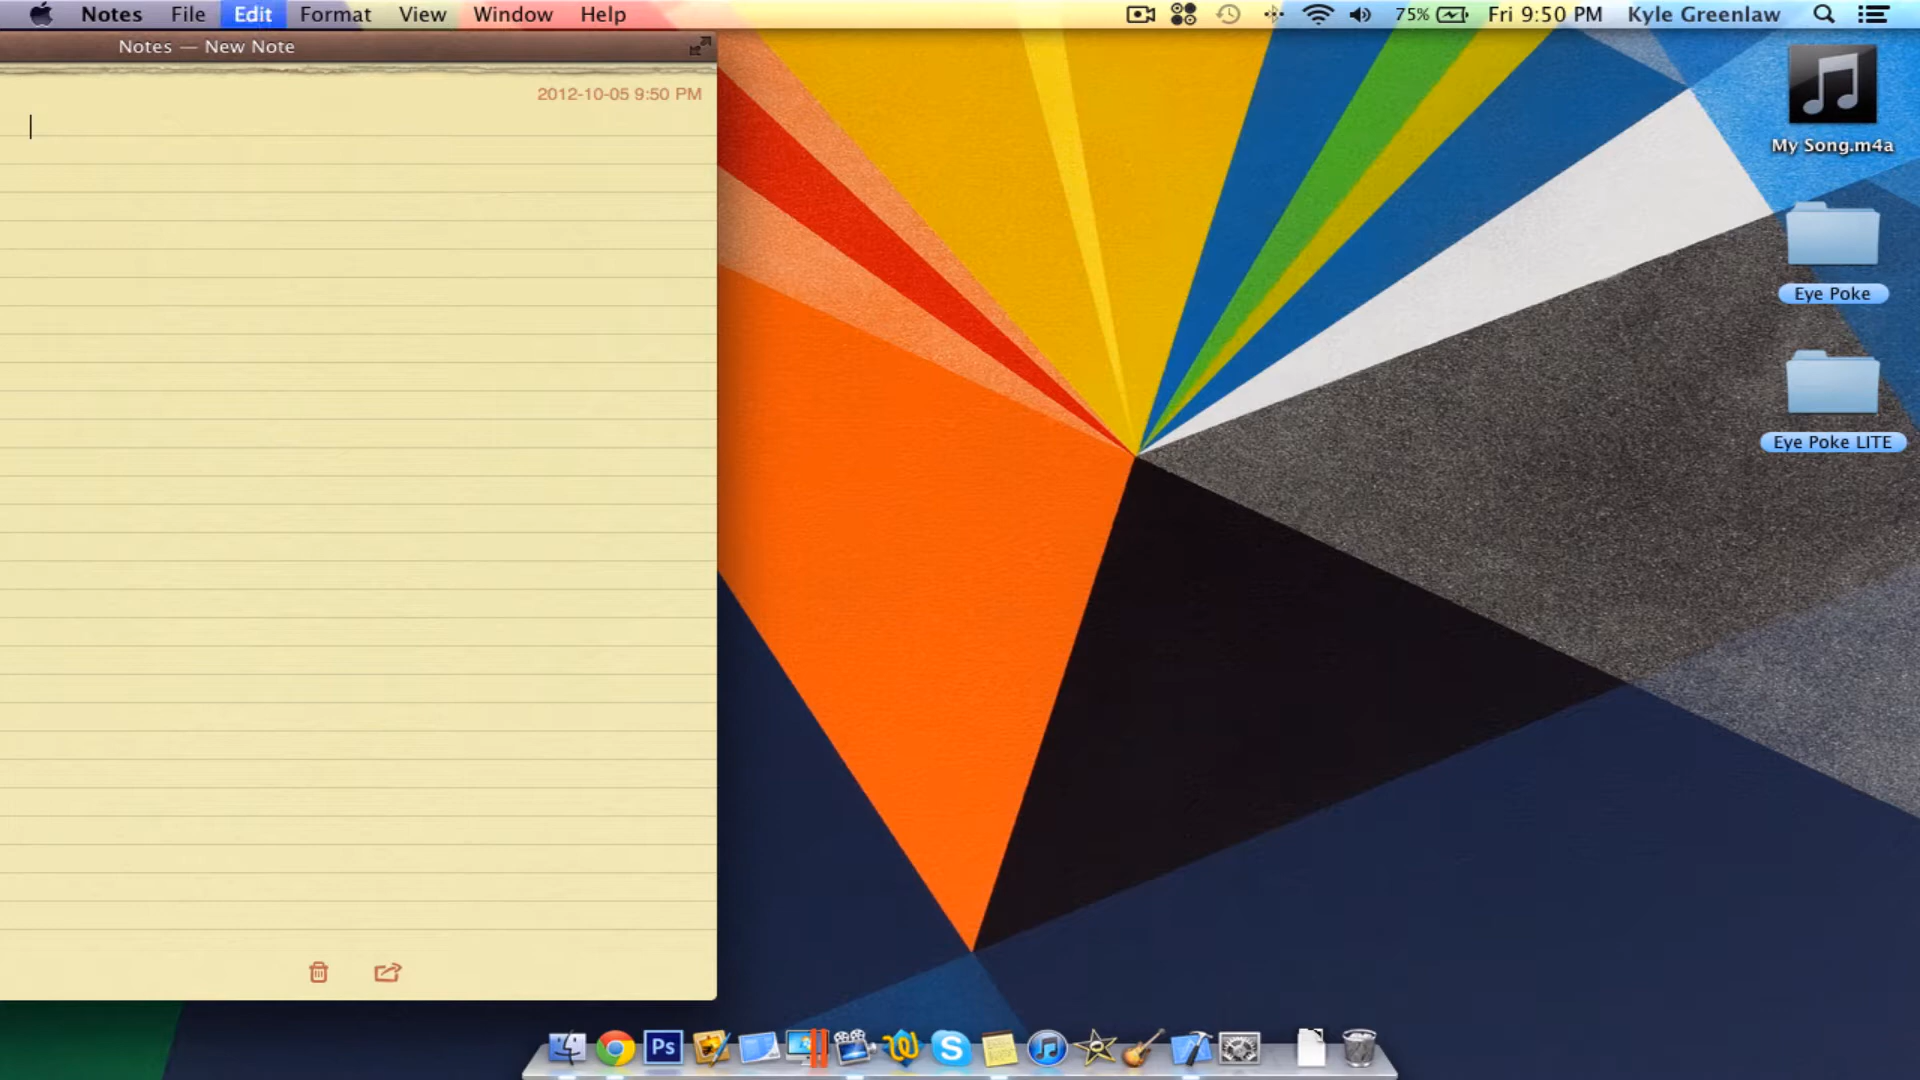 Notes File Edit Format View Window Help 75% Fri 9:50 PM Kyle Greenlaw
Notes — New Note
2012-10-05 9:50 PM
My Song.m4a
Eye Poke
Eye Poke LITE
Ps